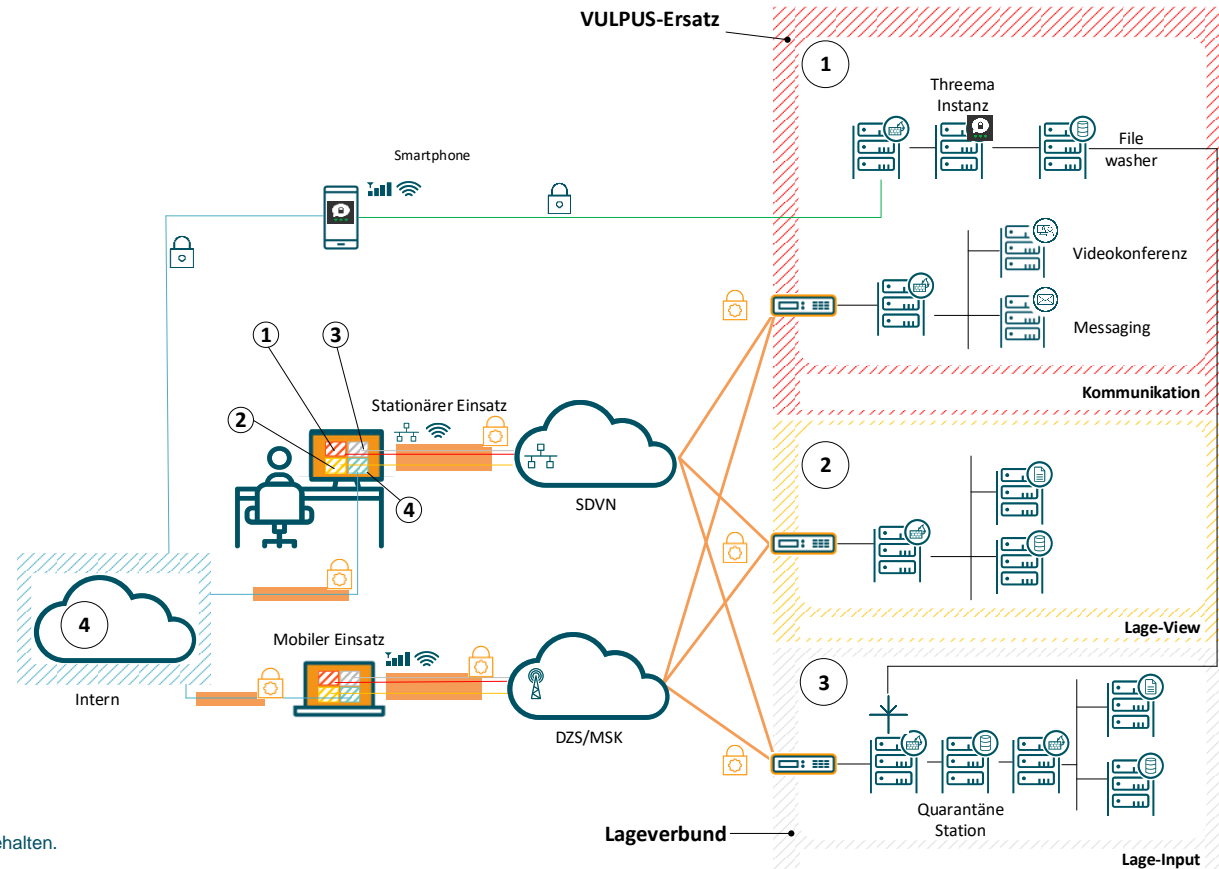 VULPUS-Ersatz
1
Threema
Instanz
File
washer
Smartphone
Videokonferenz
Messaging
Kommunikation
1
3
2
4
Stationärer Einsatz
SDVN
2
Lage-View
4
Intern
Mobiler Einsatz
DZS/MSK
3
Quarantäne
Station
Lageverbund
Lage-Input
ehalten.